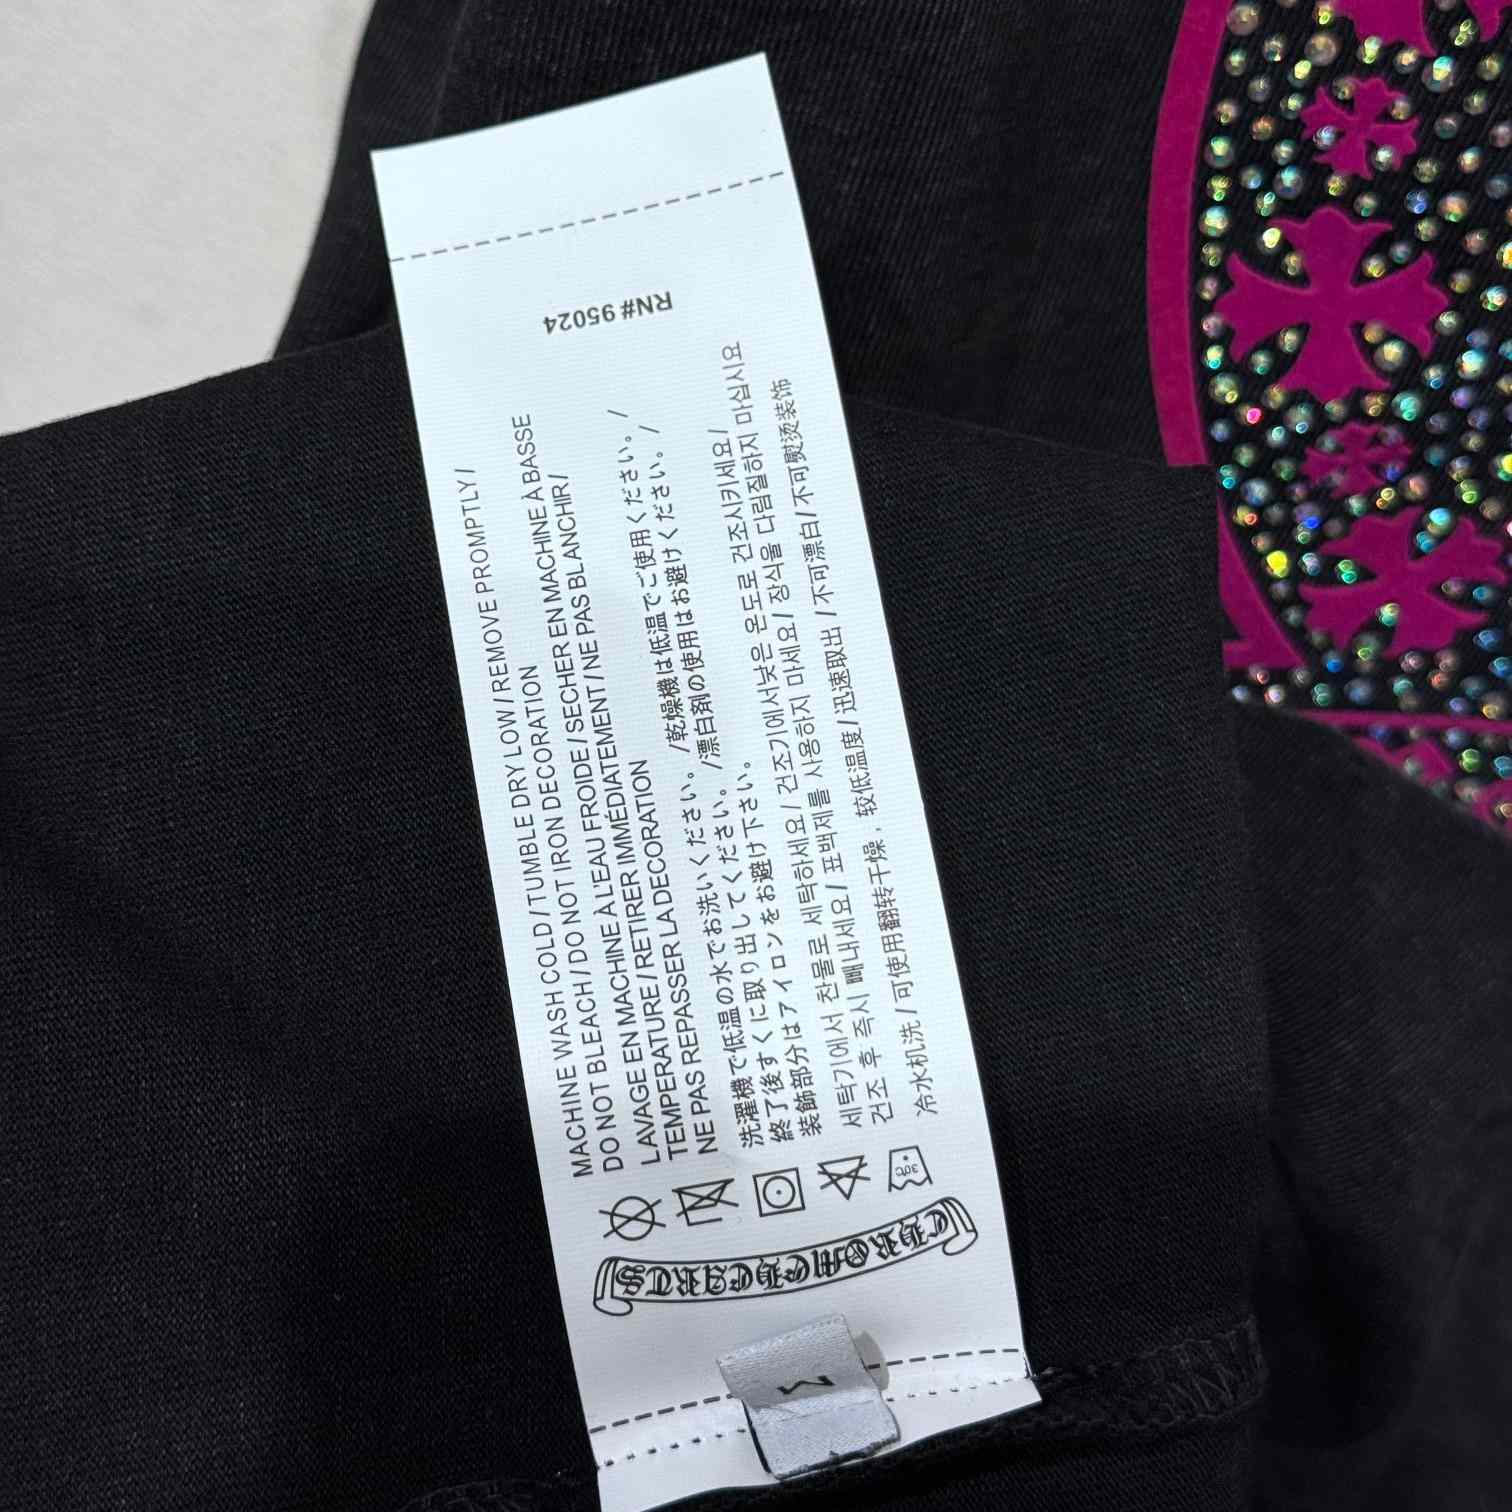 RN# 95024
MACHINE WASH COLD / TUMBLE DRY LOW / REMOVE PROMPTLY /
DO NOT BLEACH / DO NOT IRON DECORATION
LAVAGE EN MACHINE À L'EAU FROIDE / SECHER EN MACHINE A BASSE
TEMPERATURE / RETIRER IMMÉDIATEMENT / NE PAS BLANCHIR /
NE PAS REPASSER LA DECORATION
洗濯機で低温の水でお洗いください。/乾燥機は低温でご使用ください。/
終了後すぐに取り出してください。/漂白剤の使用はお避けください。/
装飾部分はアイロンをお避け下さい。
세탁기에서 찬물로 세탁하세요 / 건조기에서낮은 온도로 건조시키세요 /
건조 후 즉시 빼내세요 / 표백제를 사용하지 마세요 / 장식을 다림질하지 마십시요
冷水机洗 / 可使用翻转干燥，较低温度 / 迅速取出 / 不可漂白 / 不可熨烫装饰
CHROME HEARTS
M